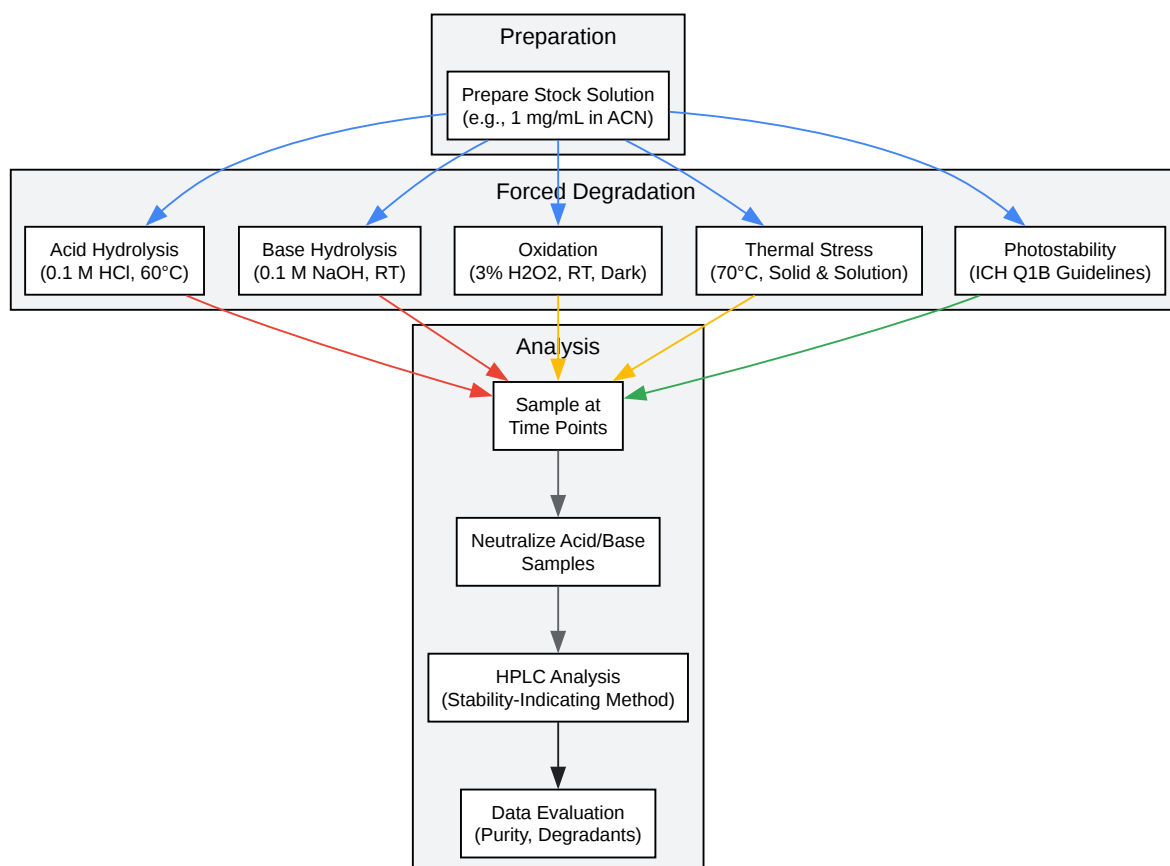 Preparation
Prepare Stock Solution
(e.g., 1 mg/mL in ACN)
Forced Degradation
Acid Hydrolysis
(0.1 M HCl, 60°C)
Base Hydrolysis
(0.1 M NaOH, RT)
Oxidation
(3% H2O2, RT, Dark)
Thermal Stress
(70°C, Solid & Solution)
Photostability
(ICH Q1B Guidelines)
Analysis
Sample at
Time Points
Neutralize Acid/Base
Samples
HPLC Analysis
(Stability-Indicating Method)
Data Evaluation
(Purity, Degradants)